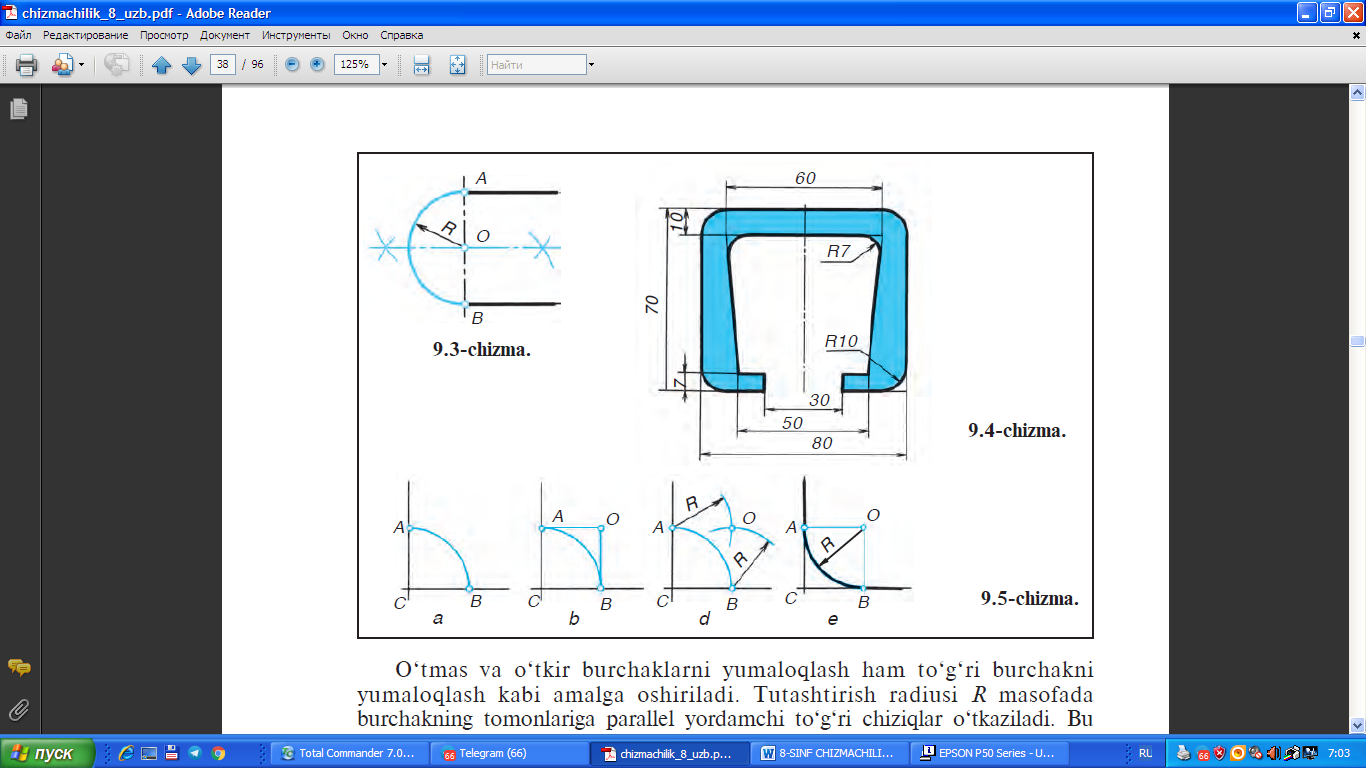 chizmachilik_8_uzb.pdf - Adobe Reader
Файл Редактирование Просмотр Документ Инструменты Окно Справка
38 / 96 125% Найти
A
R
O
B
9.3-chizma.
60
10
R7
70
R10
7
30
50
80
9.4-chizma.
A
C
B
a
A
O
C
B
b
R
A
O
R
C
B
d
A
O
R
C
B
e
9.5-chizma.
O‘tmas va o‘tkir burchaklarni yumaloqlash ham to‘g‘ri burchakni
yumaloqlash kabi amalga oshiriladi. Tutashtirish radiusi R masofada
burchakning tomonlariga parallel yordamchi to‘g‘ri chiziqlar o‘tkaziladi. Bu
пуск Total Commander 7.0... Telegram (66) chizmachilik_8_uzb.p... 8-SINF CHIZMACHILI... EPSON P50 Series - U... RU 7:03